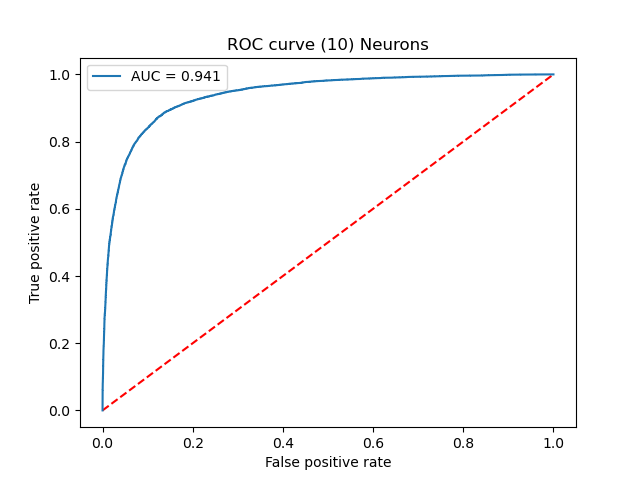 ROC curve (10) Neurons
AUC = 0.941
1.0
0.8
0.6
0.4
0.2
0.0
True positive rate
0.0 0.2 0.4 0.6 0.8 1.0
False positive rate